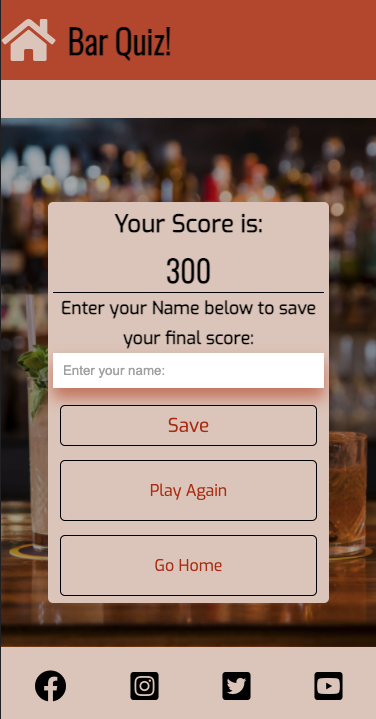 Bar Quiz!
Your Score is:
300
Enter your Name below to save
your final score:
Enter your name:
Save
Play Again
Go Home